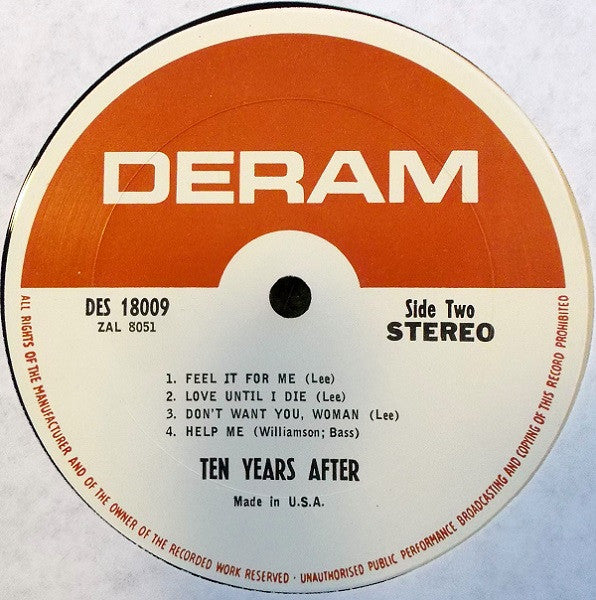 DERAM
DES 18009
ZAL 8051
Side Two
STEREO
1. FEEL IT FOR ME (Lee)
2. LOVE UNTIL I DIE (Lee)
3. DON'T WANT YOU, WOMAN (Lee)
4. HELP ME (Williamson; Bass)
TEN YEARS AFTER
Made in U.S.A.
ALL RIGHTS OF THE MANUFACTURER AND OF THE OWNER OF THE RECORDED WORK RESERVED · UNAUTHORISED PUBLIC PERFORMANCE BROADCASTING AND COPYING OF THIS RECORD PROHIBITED